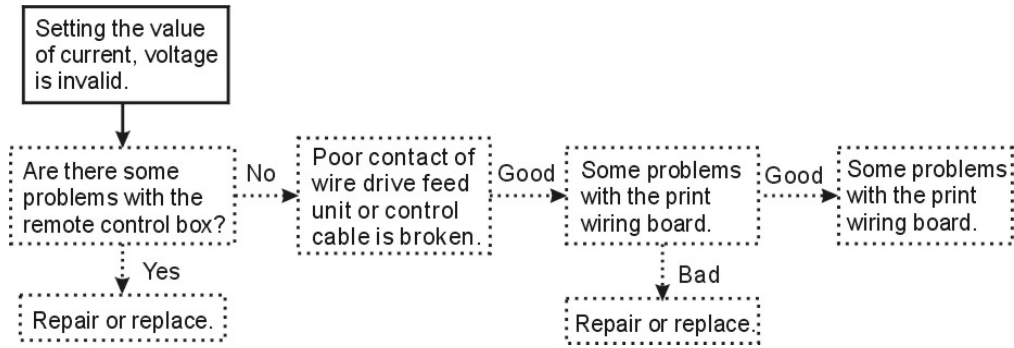 Setting the value
of current, voltage
is invalid.
Are there some
problems with the
remote control box?
No
Poor contact of
wire drive feed
unit or control
cable is broken.
Good
Some problems
with the print
wiring board.
Good
Some problems
with the print
wiring board.
Yes
Repair or replace.
Bad
Repair or replace.